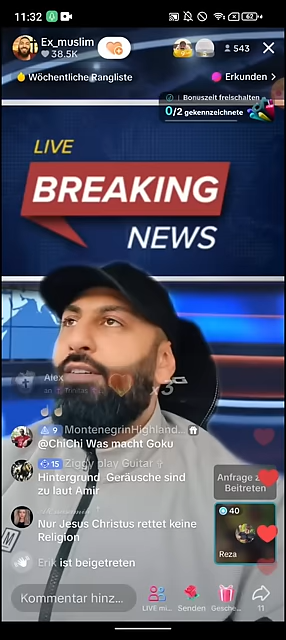 11:32
62
Ex_muslim
38.5K
543
Wöchentliche Rangliste
Erkunden >
Bonuszeit freischalten
0/2 gekennzeichnete
LIVE
BREAKING
NEWS
Alex
x3
9 MontenegrinHighland...
@ChiChi Was macht Goku
15 Ziggy play Guitar
Hintergrund Geräusche sind
zu laut Amir
Nur Jesus Christus rettet keine
Religion
Erik ist beigetreten
Anfrage
Beitreten
40
Reza
M
Kommentar hinz...
LIVE mi...
Senden
Gesche...
11